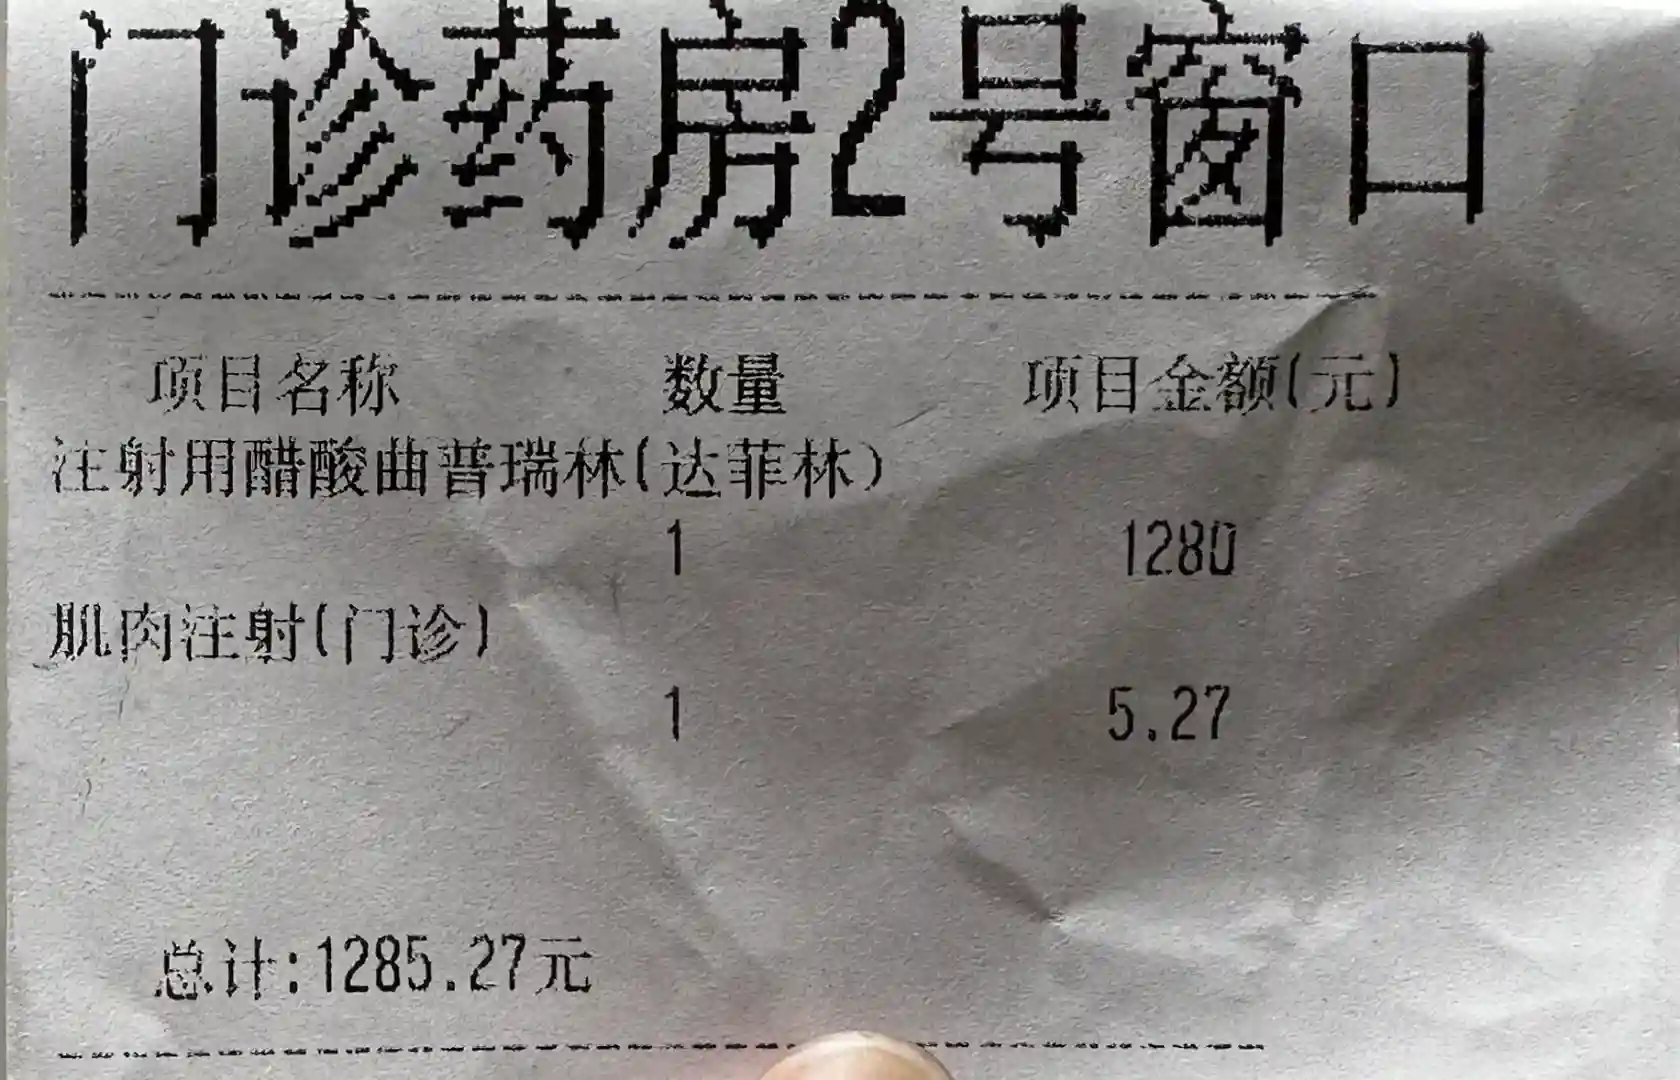 门诊药房2号窗口
项目名称 数量 项目金额(元)
注射用醋酸曲普瑞林(达菲林)
1 1280
肌肉注射(门诊)
1 5.27
总计:1285.27元